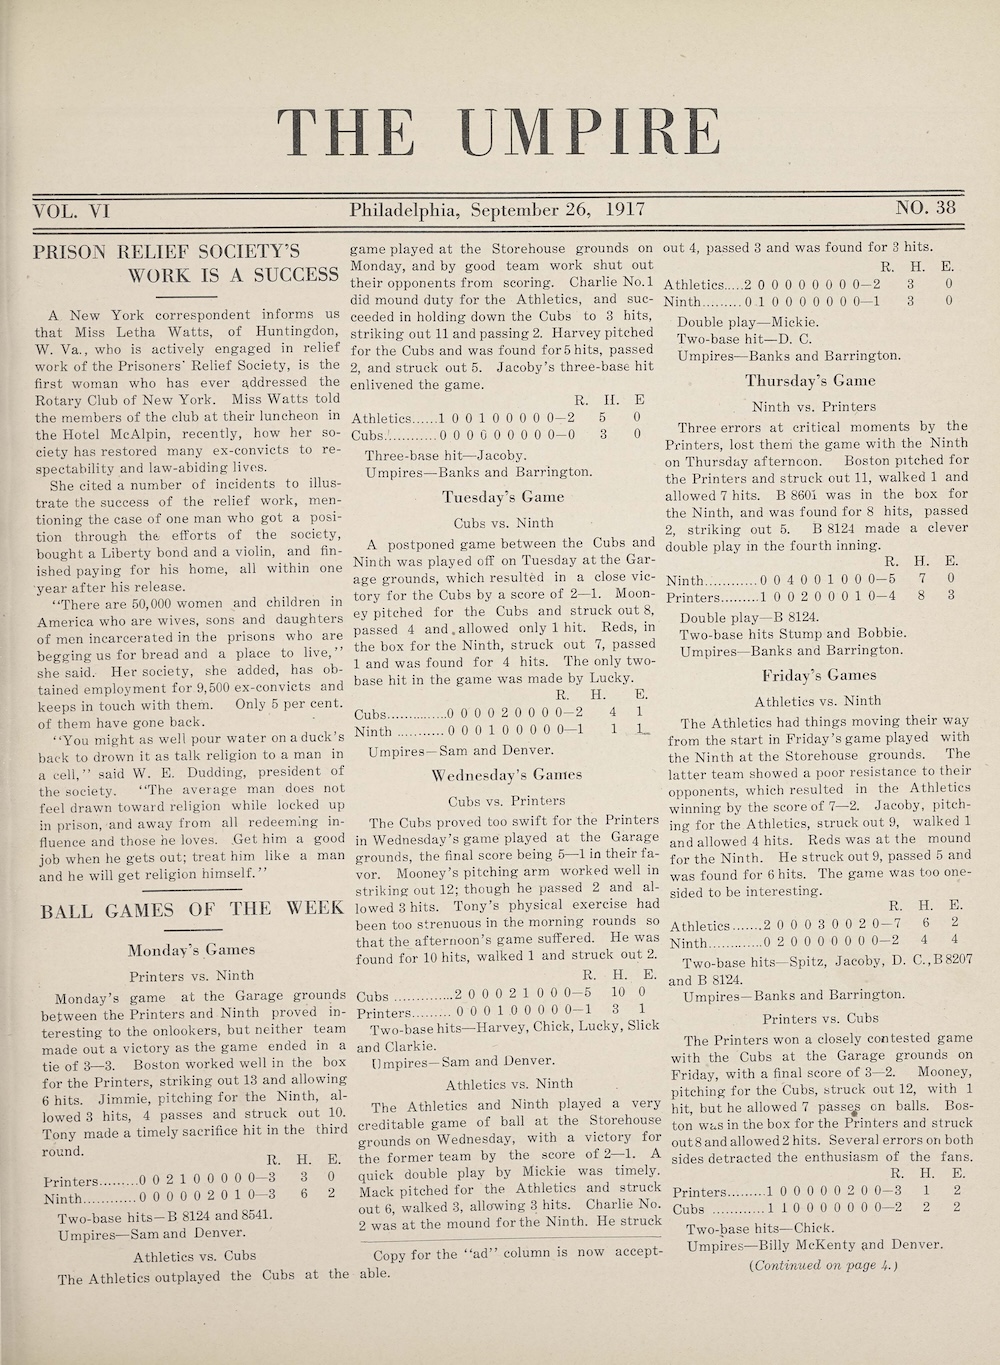 THE UMPIRE
VOL. VI
Philadelphia, September 26, 1917
NO. 38
PRISON RELIEF SOCIETY'S
WORK IS A SUCCESS
A New York correspondent informs us
that Miss Letha Watts, of Huntingdon,
W. Va., who is actively engaged in relief
work of the Prisoners' Relief Society, is the
first woman who has ever addressed the
Rotary Club of New York. Miss Watts told
the members of the club at their luncheon in
the Hotel McAlpin, recently, how her so-
ciety has restored many ex-convicts to re-
spectability and law-abiding lives.
She cited a number of incidents to illus-
trate the success of the relief work, men-
tioning the case of one man who got a posi-
tion through the efforts of the society,
bought a Liberty bond and a violin, and fin-
ished paying for his home, all within one
year after his release.
"There are 50,000 women and children in
America who are wives, sons and daughters
of men incarcerated in the prisons who are
begging us for bread and a place to live,"
she said. Her society, she added, has ob-
tained employment for 9,500 ex-convicts and
keeps in touch with them. Only 5 per cent.
of them have gone back.
"You might as well pour water on a duck's
back to drown it as talk religion to a man in
a cell," said W. E. Dudding, president of
the society. "The average man does not
feel drawn toward religion while locked up
in prison, and away from all redeeming in-
fluence and those he loves. Get him a good
job when he gets out; treat him like a man
and he will get religion himself."
BALL GAMES OF THE WEEK
Monday's Games
Printers vs. Ninth
Monday's game at the Garage grounds
between the Printers and Ninth proved in-
teresting to the onlookers, but neither team
made out a victory as the game ended in a
tie of 3—3. Boston worked well in the box
for the Printers, striking out 13 and allowing
6 hits. Jimmie, pitching for the Ninth, al-
lowed 3 hits, 4 passes and struck out 10.
Tony made a timely sacrifice hit in the third
round.
R. H. E.
Printers.........0 0 2 1 0 0 0 0 0—3 3 0
Ninth............0 0 0 0 0 2 0 1 0—3 6 2
Two-base hits—B 8124 and 8541.
Umpires—Sam and Denver.
Athletics vs. Cubs
The Athletics outplayed the Cubs at the
game played at the Storehouse grounds on
Monday, and by good team work shut out
their opponents from scoring. Charlie No. 1
did mound duty for the Athletics, and suc-
ceeded in holding down the Cubs to 3 hits,
striking out 11 and passing 2. Harvey pitched
for the Cubs and was found for 5 hits, passed
2, and struck out 5. Jacoby's three-base hit
enlivened the game.
R. H. E
Athletics......1 0 0 1 0 0 0 0 0—2 5 0
Cubs............0 0 0 0 0 0 0 0 0—0 3 0
Three-base hit—Jacoby.
Umpires—Banks and Barrington.
Tuesday's Game
Cubs vs. Ninth
A postponed game between the Cubs and
Ninth was played off on Tuesday at the Gar-
age grounds, which resulted in a close vic-
tory for the Cubs by a score of 2—1. Moon-
ey pitched for the Cubs and struck out 8,
passed 4 and allowed only 1 hit. Reds, in
the box for the Ninth, struck out 7, passed
1 and was found for 4 hits. The only two-
base hit in the game was made by Lucky.
R. H. E.
Cubs...............0 0 0 0 2 0 0 0 0—2 4 1
Ninth ............0 0 0 1 0 0 0 0 0—1 1 1
Umpires—Sam and Denver.
Wednesday's Games
Cubs vs. Printers
The Cubs proved too swift for the Printers
in Wednesday's game played at the Garage
grounds, the final score being 5—1 in their fa-
vor. Mooney's pitching arm worked well in
striking out 12; though he passed 2 and al-
lowed 3 hits. Tony's physical exercise had
been too strenuous in the morning rounds so
that the afternoon's game suffered. He was
found for 10 hits, walked 1 and struck out 2.
R. H. E.
Cubs ...............2 0 0 0 2 1 0 0 0—5 10 0
Printers.......... 0 0 0 1 0 0 0 0 0—1 3 1
Two-base hits—Harvey, Chick, Lucky, Slick
and Clarkie.
Umpires—Sam and Denver.
Athletics vs. Ninth
The Athletics and Ninth played a very
creditable game of ball at the Storehouse
grounds on Wednesday, with a victory for
the former team by the score of 2—1. A
quick double play by Mickie was timely.
Mack pitched for the Athletics and struck
out 6, walked 3, allowing 3 hits. Charlie No.
2 was at the mound for the Ninth. He struck
Copy for the "ad" column is now accept-
able.
out 4, passed 3 and was found for 3 hits.
R. H. E.
Athletics.....2 0 0 0 0 0 0 0 0—2 3 0
Ninth......... 0 1 0 0 0 0 0 0 0—1 3 0
Double play—Mickie.
Two-base hit—D. C.
Umpires—Banks and Barrington.
Thursday's Game
Ninth vs. Printers
Three errors at critical moments by the
Printers, lost them the game with the Ninth
on Thursday afternoon. Boston pitched for
the Printers and struck out 11, walked 1 and
allowed 7 hits. B 8601 was in the box for
the Ninth, and was found for 8 hits, passed
2, striking out 5. B 8124 made a clever
double play in the fourth inning.
R. H. E.
Ninth............0 0 4 0 0 1 0 0 0—5 7 0
Printers.........1 0 0 2 0 0 0 1 0—4 8 3
Double play—B 8124.
Two-base hits Stump and Bobbie.
Umpires—Banks and Barrington.
Friday's Games
Athletics vs. Ninth
The Athletics had things moving their way
from the start in Friday's game played with
the Ninth at the Storehouse grounds. The
latter team showed a poor resistance to their
opponents, which resulted in the Athletics
winning by the score of 7—2. Jacoby, pitch-
ing for the Athletics, struck out 9, walked 1
and allowed 4 hits. Reds was at the mound
for the Ninth. He struck out 9, passed 5 and
was found for 6 hits. The game was too one-
sided to be interesting.
R. H. E.
Athletics.......2 0 0 0 3 0 0 2 0—7 6 2
Ninth.............0 2 0 0 0 0 0 0 0—2 4 4
Two-base hits—Spitz, Jacoby, D. C., B 8207
and B 8124.
Umpires—Banks and Barrington.
Printers vs. Cubs
The Printers won a closely contested game
with the Cubs at the Garage grounds on
Friday, with a final score of 3—2. Mooney,
pitching for the Cubs, struck out 12, with 1
hit, but he allowed 7 passes on balls. Bos-
ton was in the box for the Printers and struck
out 8 and allowed 2 hits. Several errors on both
sides detracted the enthusiasm of the fans.
R. H. E.
Printers.........1 0 0 0 0 0 2 0 0—3 1 2
Cubs ............1 1 0 0 0 0 0 0 0—2 2 2
Two-base hits—Chick.
Umpires—Billy McKenty and Denver.
(Continued on page 4.)